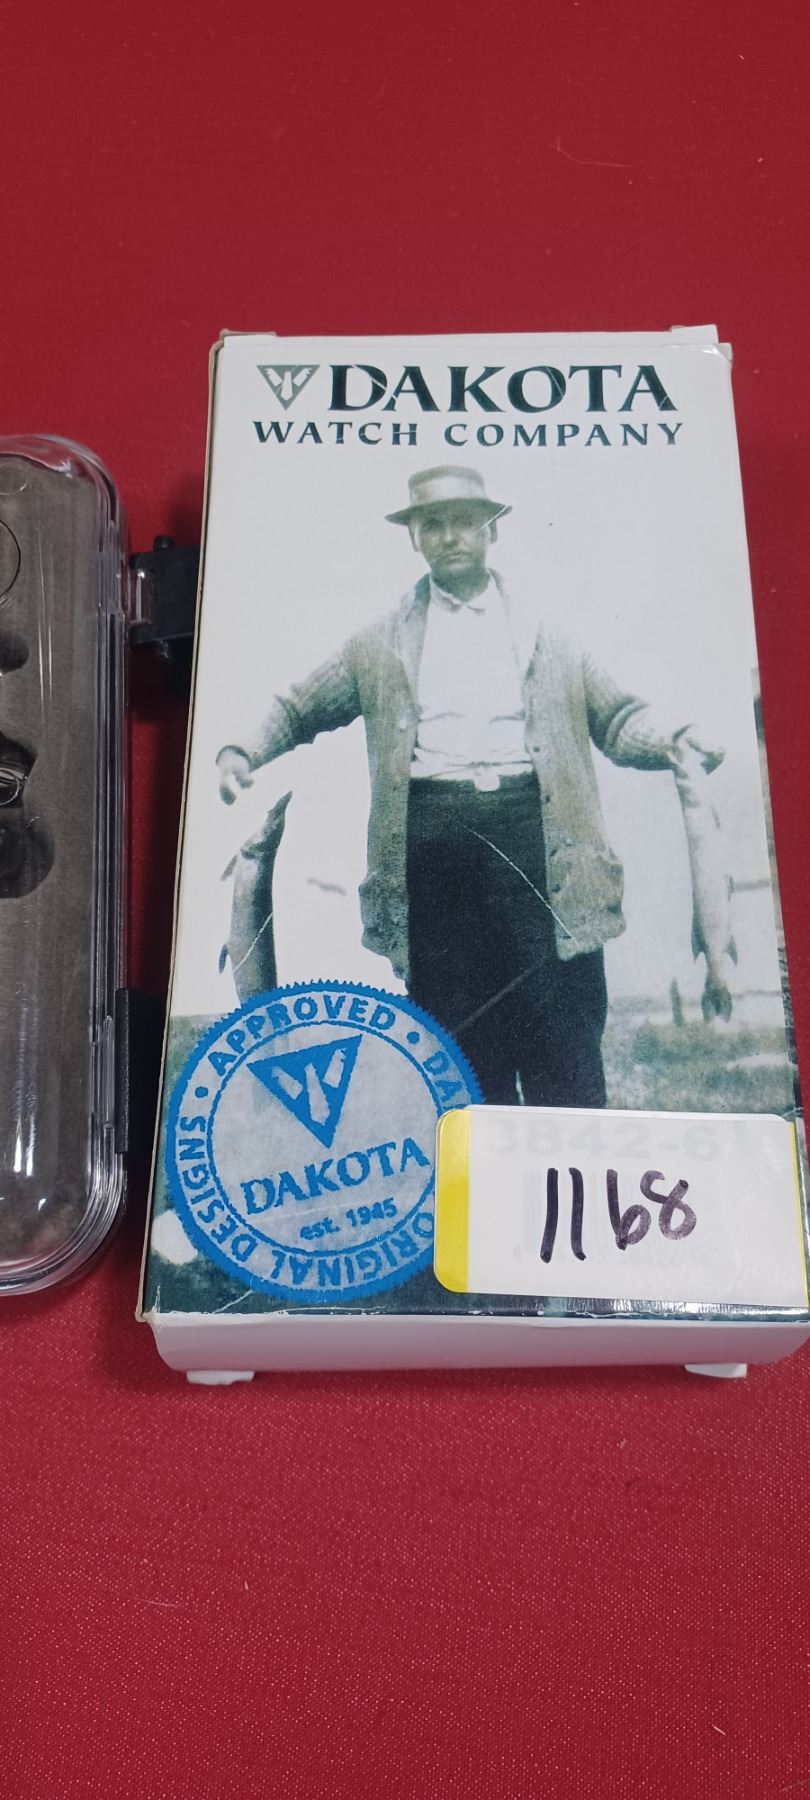 DAKOTA
WATCH COMPANY
APPROVED
ORIGINAL DESIGNS
DAKOTA
est. 1945
3842-6
1168